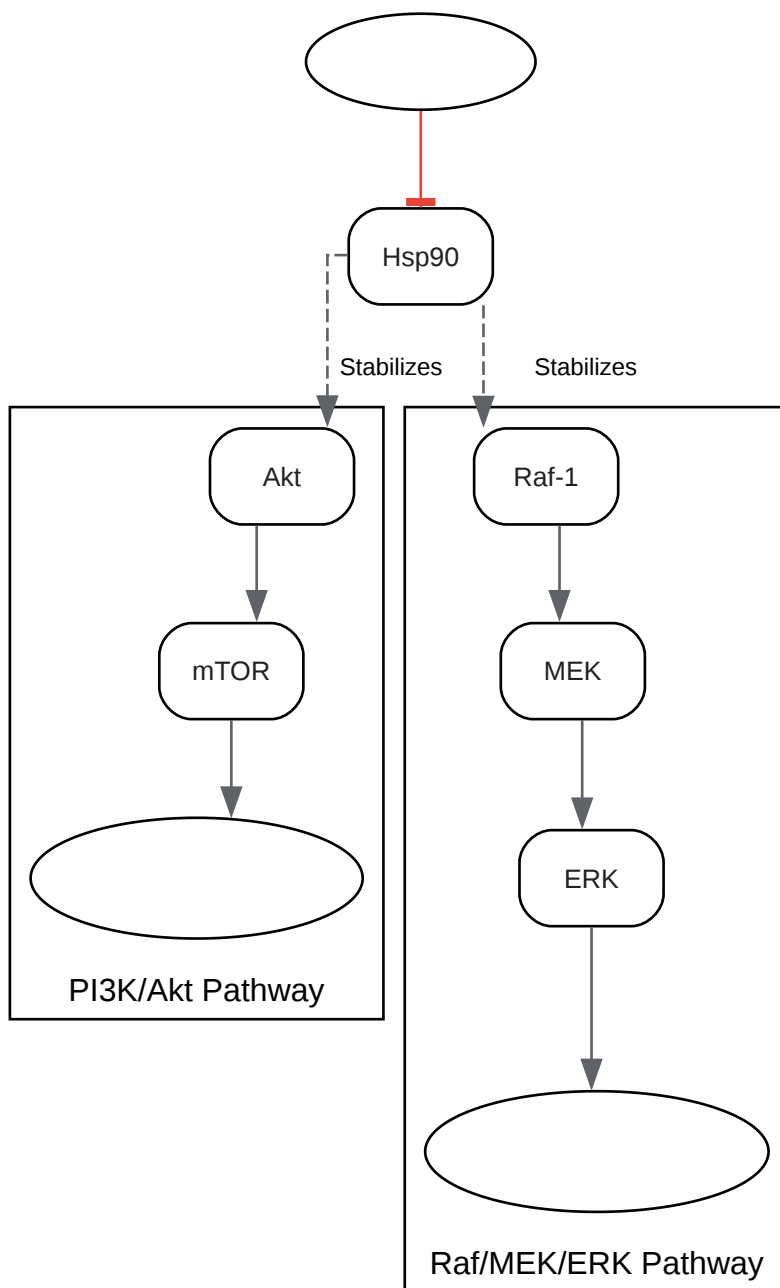 Hsp90
Stabilizes
Stabilizes
Akt
Raf-1
mTOR
MEK
ERK
PI3K/Akt Pathway
Raf/MEK/ERK Pathway